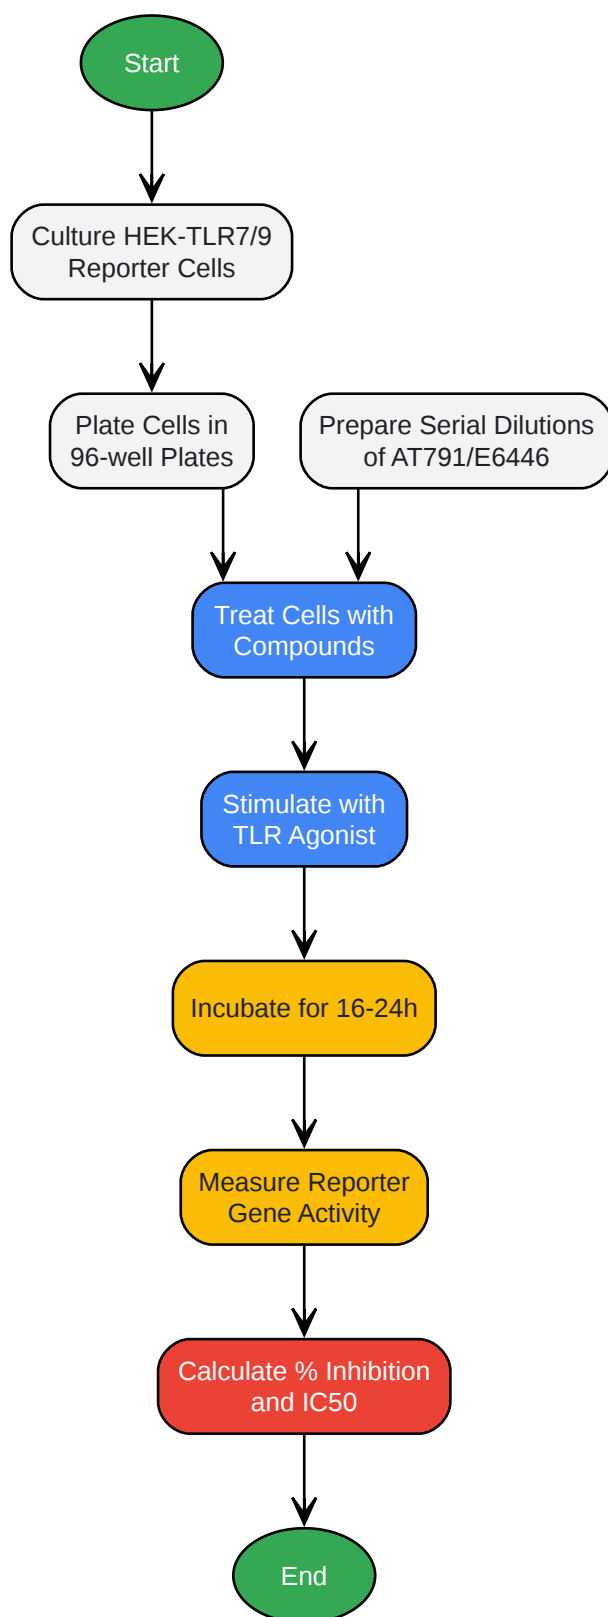 Start
Culture HEK-TLR7/9
Reporter Cells
Plate Cells in
96-well Plates
Prepare Serial Dilutions
of AT791/E6446
Treat Cells with
Compounds
Stimulate with
TLR Agonist
Incubate for 16-24h
Measure Reporter
Gene Activity
Calculate % Inhibition
and IC50
End